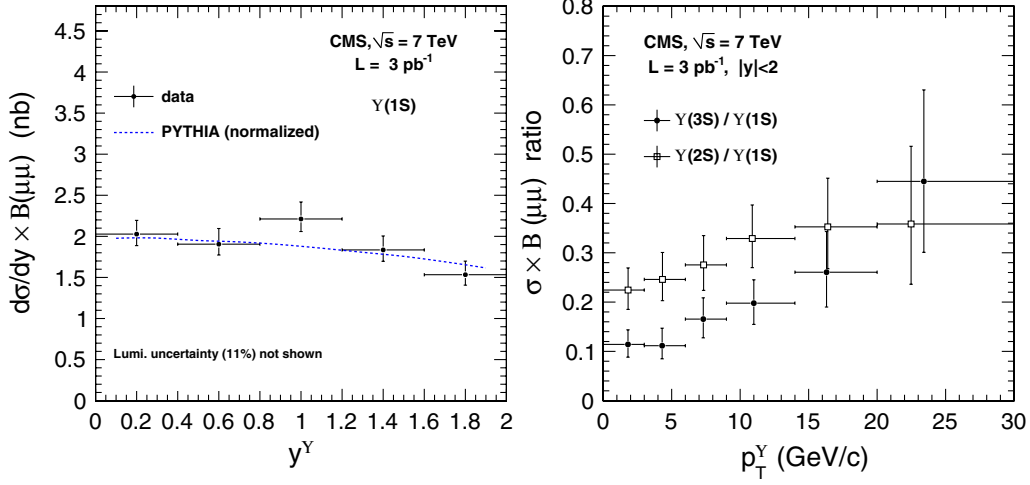 CMS, √s = 7 TeV
L = 3 pb⁻¹
ϒ(1S)
data
PYTHIA (normalized)
Lumi. uncertainty (11%) not shown
dσ/dy × B(μμ) (nb)
4.5
4
3.5
3
2.5
2
1.5
1
0.5
0
0 0.2 0.4 0.6 0.8 1 1.2 1.4 1.6 1.8 2
y^ϒ
CMS, √s = 7 TeV
L = 3 pb⁻¹, |y|<2
ϒ(3S) / ϒ(1S)
ϒ(2S) / ϒ(1S)
σ × B (μμ) ratio
0.8
0.7
0.6
0.5
0.4
0.3
0.2
0.1
0
0 5 10 15 20 25 30
p_T^ϒ (GeV/c)